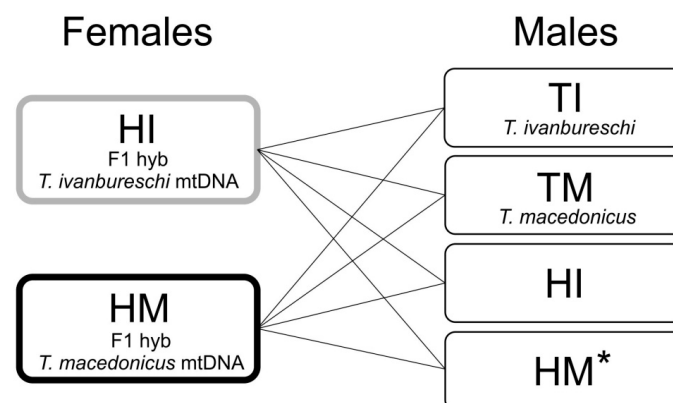 Females
Males
HI
F1 hyb
T. ivanbureschi mtDNA
HM
F1 hyb
T. macedonicus mtDNA
TI
T. ivanbureschi
TM
T. macedonicus
HI
HM*